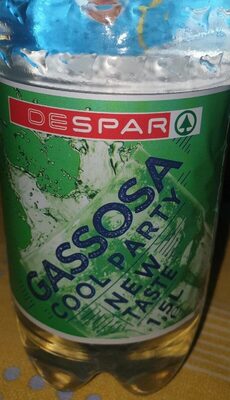 DESPAR
GASSOSA
COOL PARTY
NEW
TASTE
1.5L